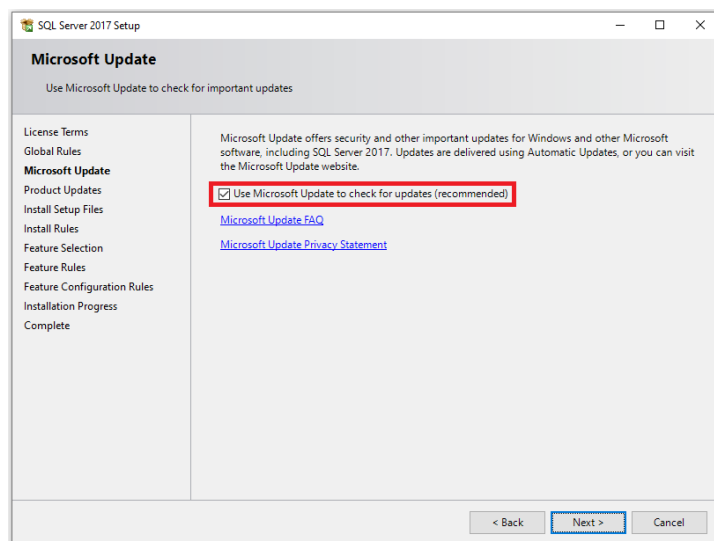 SQL Server 2017 Setup
Microsoft Update
Use Microsoft Update to check for important updates
License Terms
Global Rules
Microsoft Update
Product Updates
Install Setup Files
Install Rules
Feature Selection
Feature Rules
Feature Configuration Rules
Installation Progress
Complete
Microsoft Update offers security and other important updates for Windows and other Microsoft
software, including SQL Server 2017. Updates are delivered using Automatic Updates, or you can visit
the Microsoft Update website.
Use Microsoft Update to check for updates (recommended)
Microsoft Update FAQ
Microsoft Update Privacy Statement
< Back
Next >
Cancel